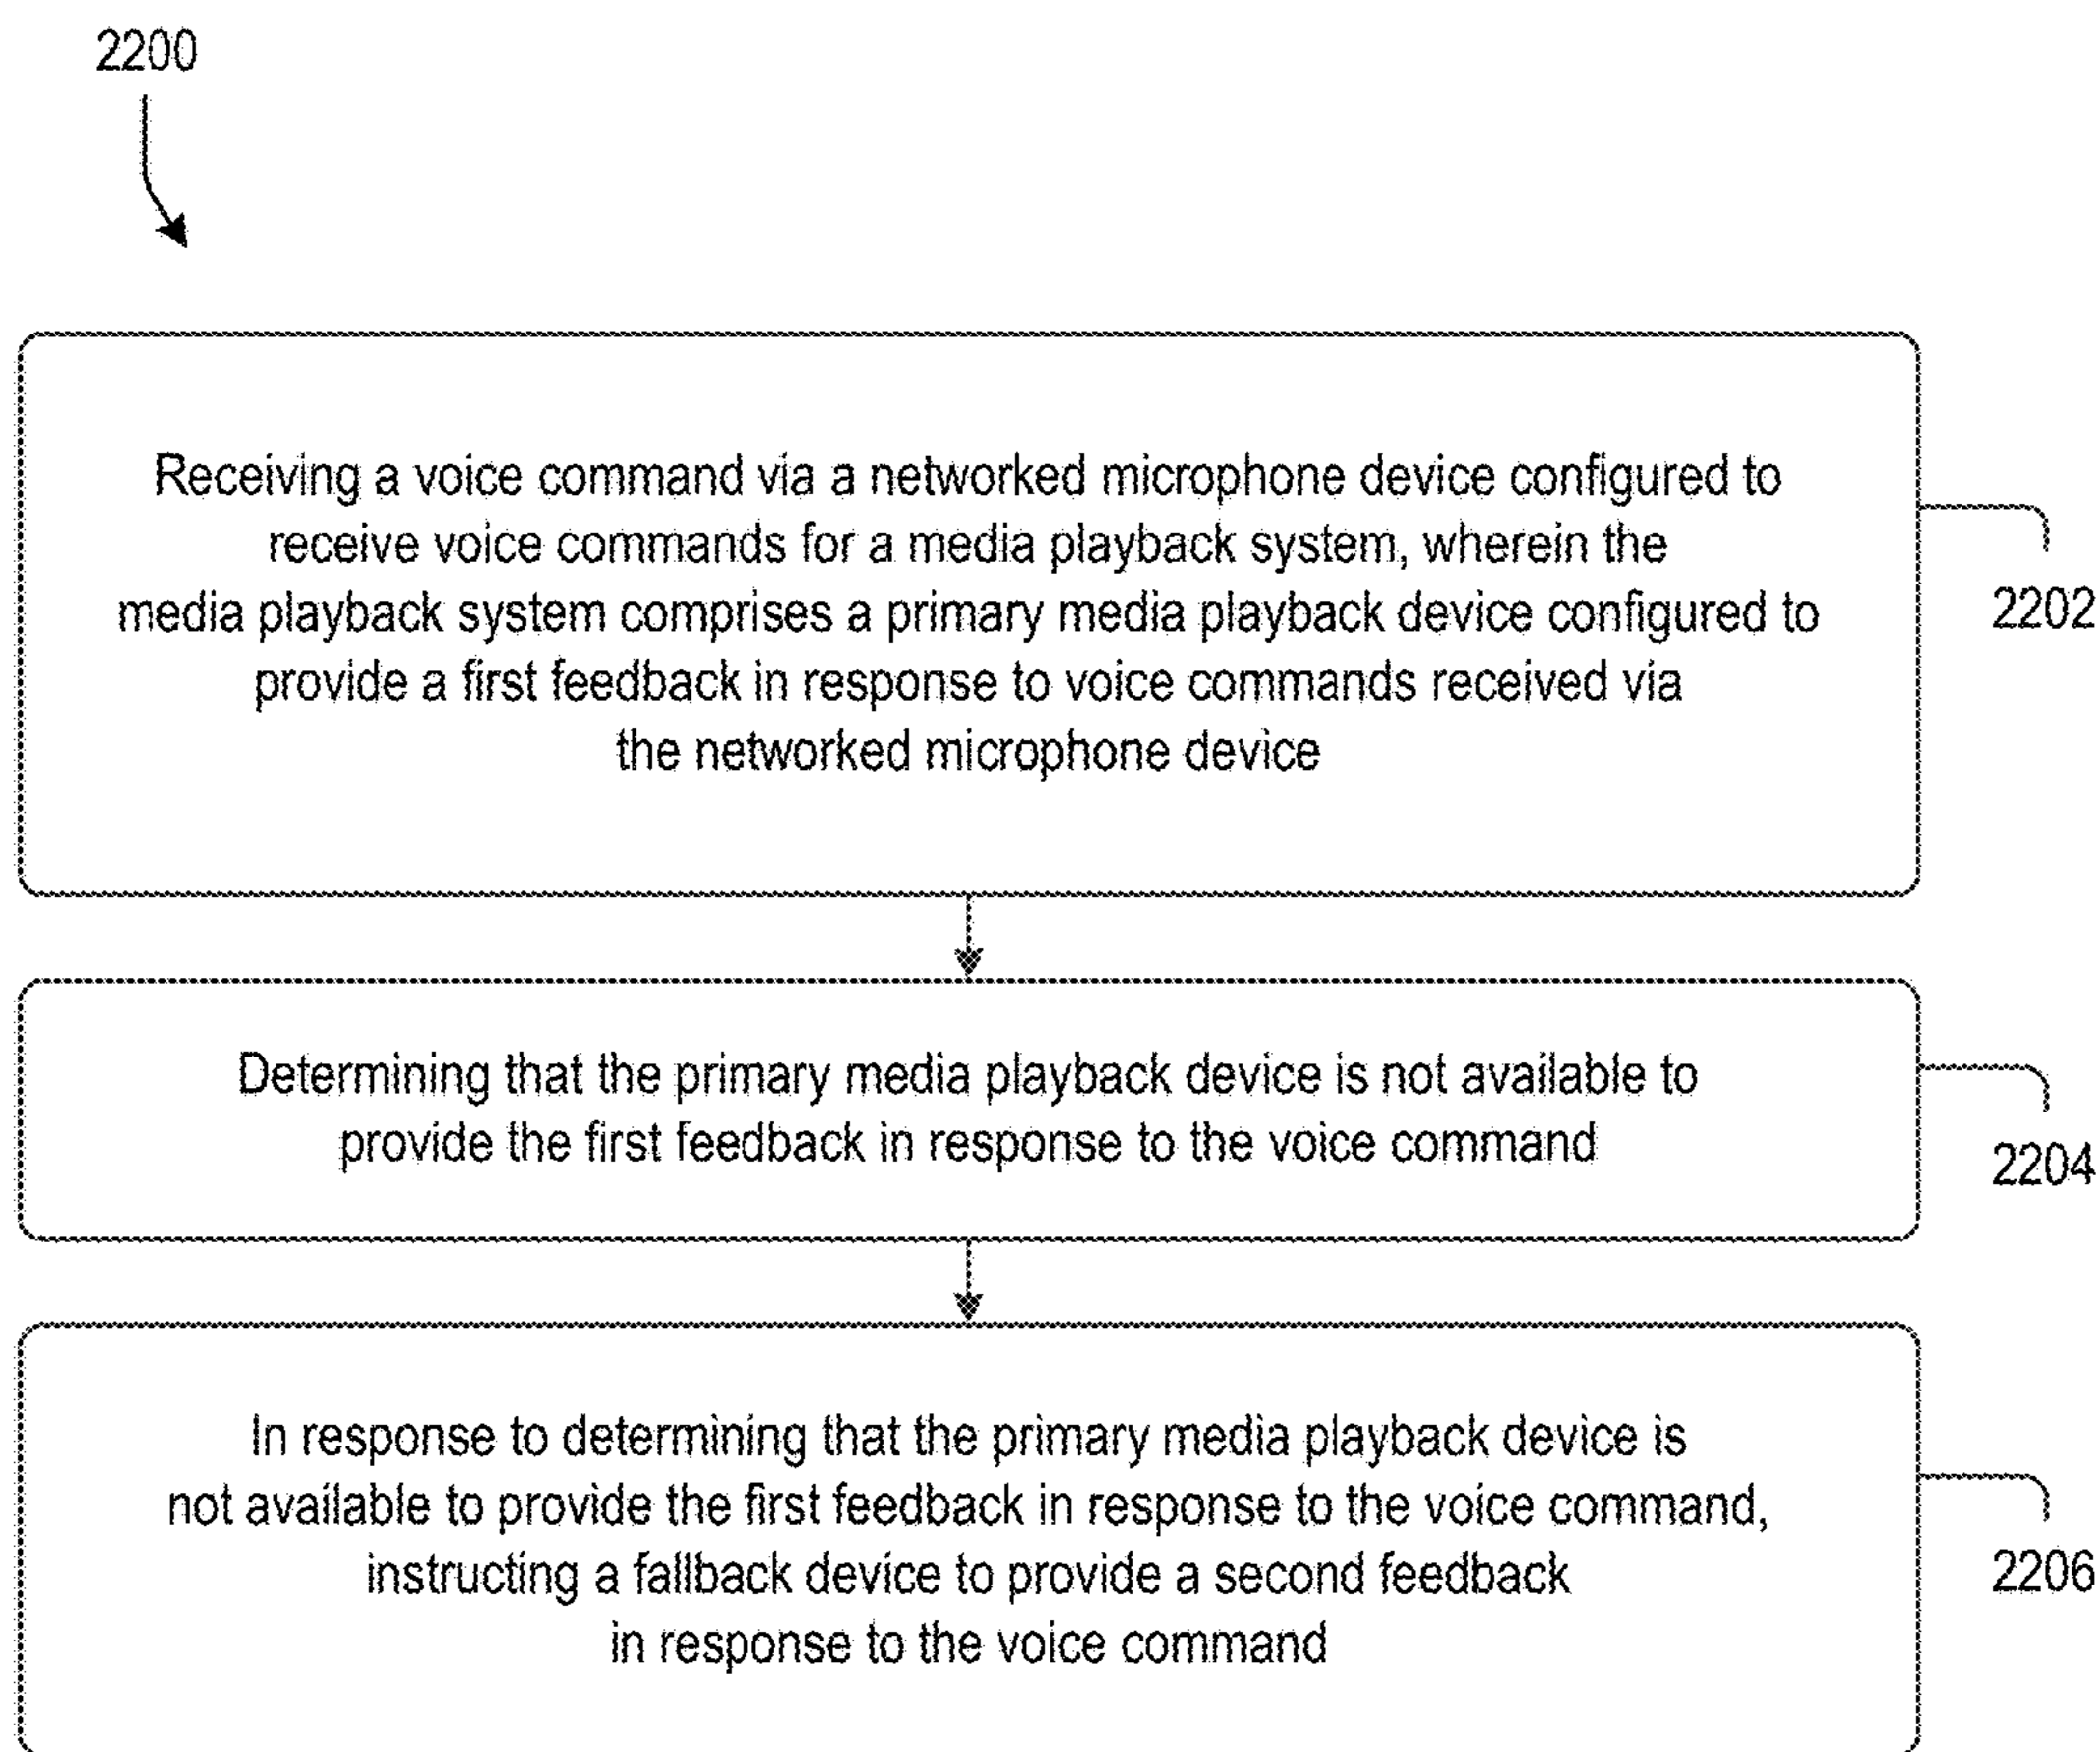 2200
Receiving a voice command via a networked microphone device configured to
receive voice commands for a media playback system, wherein the
media playback system comprises a primary media playback device configured to
provide a first feedback in response to voice commands received via
the networked microphone device
2202
Determining that the primary media playback device is not available to
provide the first feedback in response to the voice command
2204
In response to determining that the primary media playback device is
not available to provide the first feedback in response to the voice command,
instructing a fallback device to provide a second feedback
in response to the voice command
2206